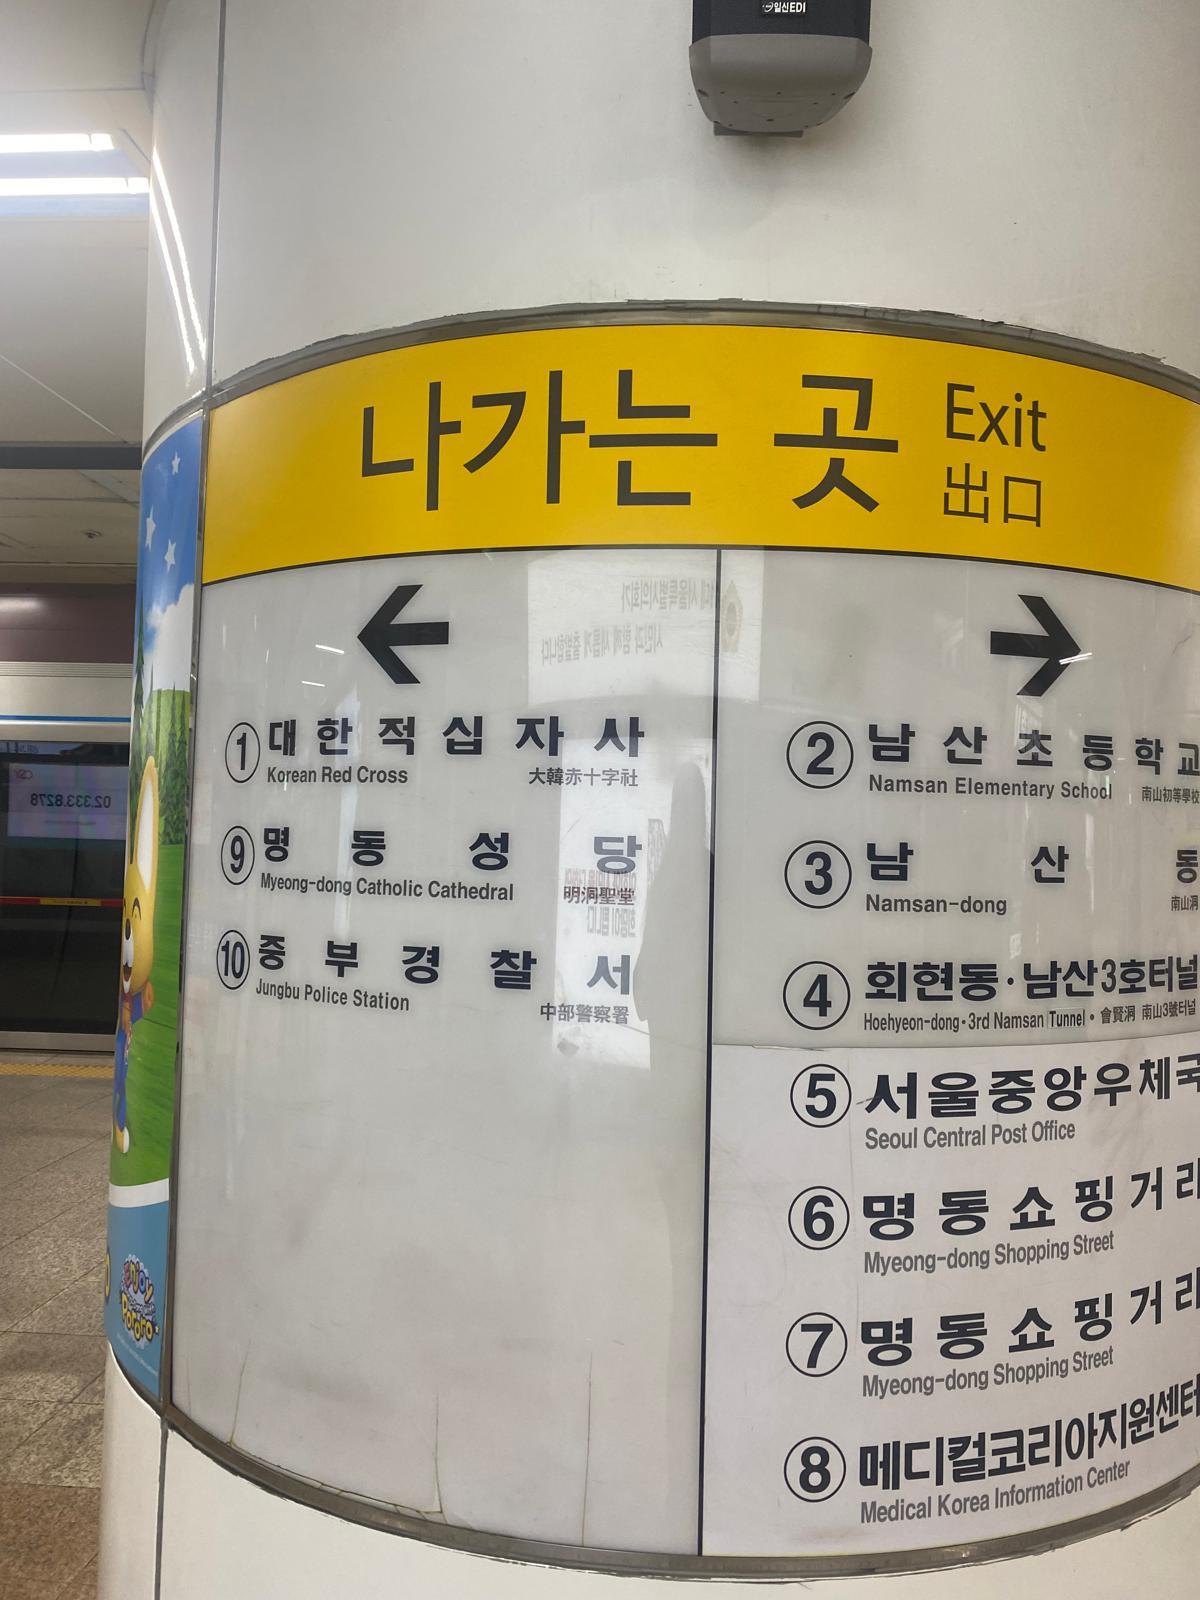 일신EDI
나가는 곳
Exit
出口
① 대한적십자사
Korean Red Cross 大韓赤十字社
⑨ 명동성당
Myeong-dong Catholic Cathedral 明洞聖堂
⑩ 중부경찰서
Jungbu Police Station 中部警察署
② 남산초등학교
Namsan Elementary School 南山初等學校
③ 남산동
Namsan-dong 南山洞
④ 회현동·남산3호터널
Hoehyeon-dong·3rd Namsan Tunnel · 會賢洞 南山3號터널
⑤ 서울중앙우체국
Seoul Central Post Office
⑥ 명동쇼핑거리
Myeong-dong Shopping Street
⑦ 명동쇼핑거리
Myeong-dong Shopping Street
⑧ 메디컬코리아지원센터
Medical Korea Information Center
Enjoy
Pororo
02.333.8278